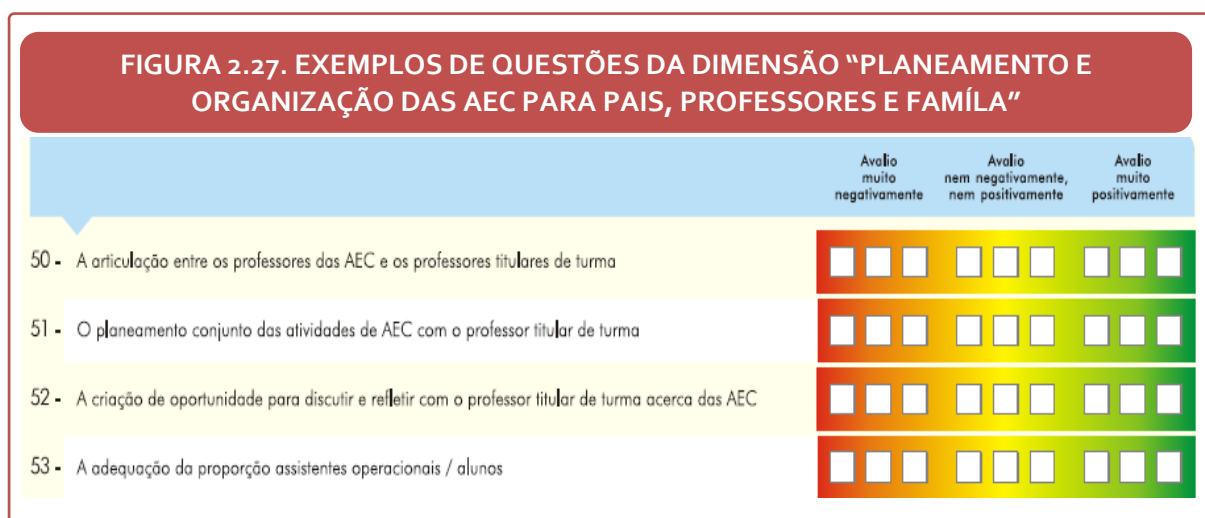 FIGURA 2.27. EXEMPLOS DE QUESTÕES DA DIMENSÃO “PLANEAMENTO E
ORGANIZAÇÃO DAS AEC PARA PAIS, PROFESSORES E FAMÍLA”
Avalio muito negativamente
Avalio nem negativamente, nem positivamente
Avalio muito positivamente
50 - A articulação entre os professores das AEC e os professores titulares de turma
51 - O planeamento conjunto das atividades de AEC com o professor titular de turma
52 - A criação de oportunidade para discutir e refletir com o professor titular de turma acerca das AEC
53 - A adequação da proporção assistentes operacionais / alunos